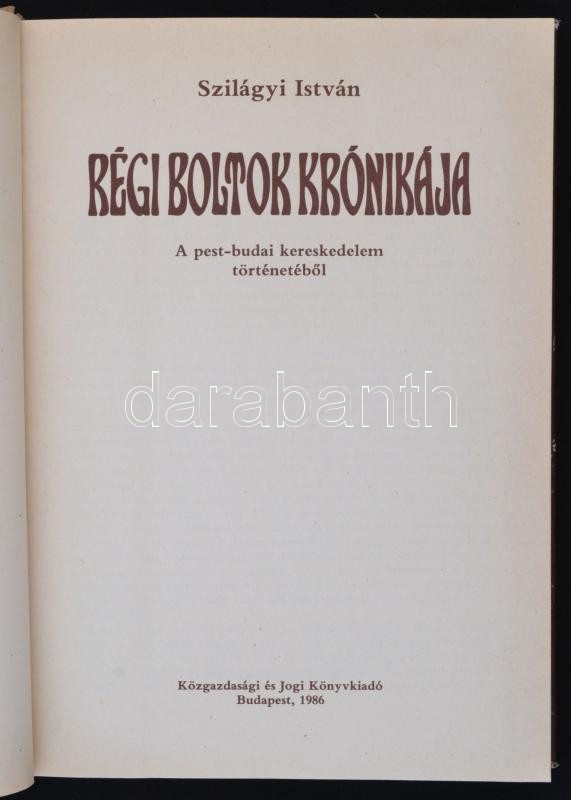 Szilágyi István
RÉGI BOLTOK KRÓNIKÁJA
A pest-budai kereskedelem
történetéből
darabanth
Közgazdasági és Jogi Könyvkiadó
Budapest, 1986